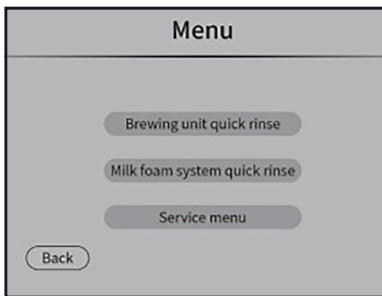 Menu
Brewing unit quick rinse
Milk foam system quick rinse
Service menu
Back